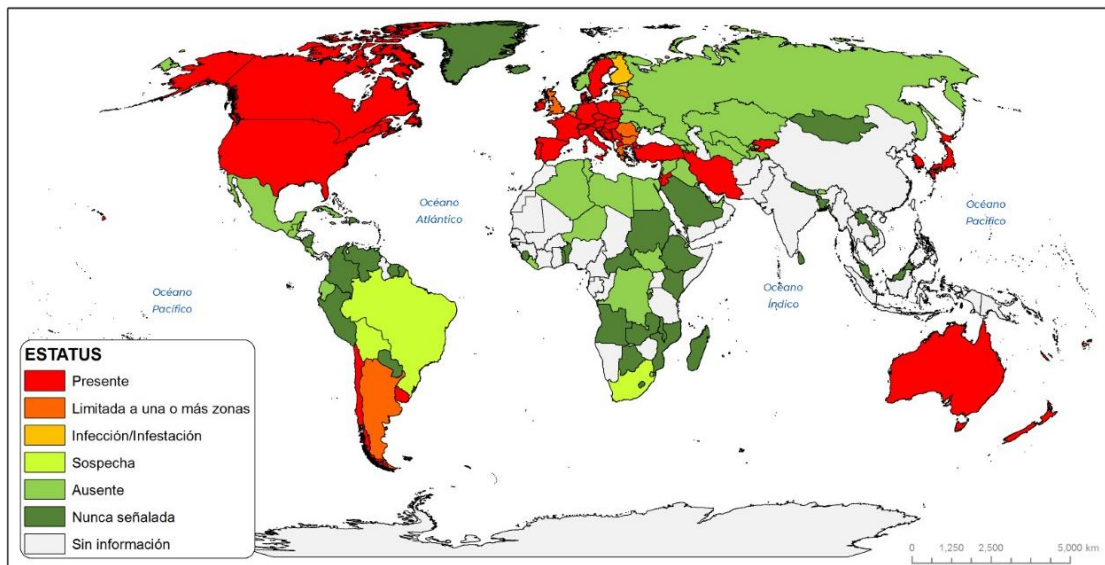 Océano
Atlántico
Océano
Pacífico
Océano
Índico
Océano
Pacífico
ESTATUS
Presente
Limitada a una o más zonas
Infección/Infestación
Sospecha
Ausente
Nunca señalada
Sin información
0 1,250 2,500 5,000 km